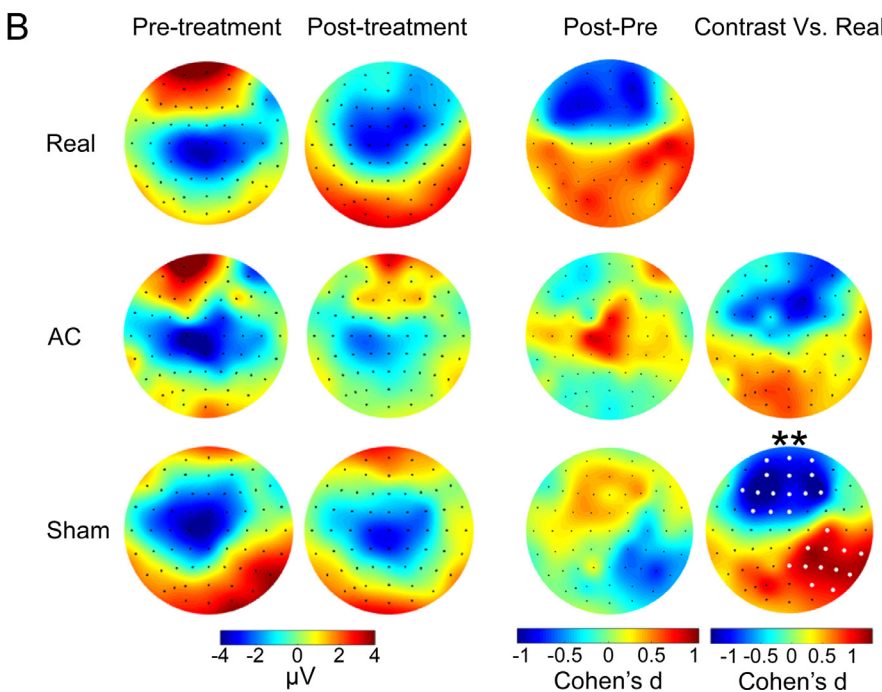 B
Pre-treatment Post-treatment Post-Pre Contrast Vs. Real
Real
AC
**
Sham
-4 -2 0 2 4
µV
-1 -0.5 0 0.5 1
Cohen's d
-1 -0.5 0 0.5 1
Cohen's d